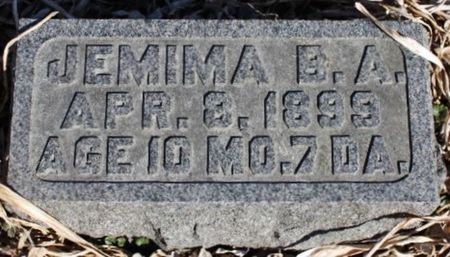 JEMIMA B. A.
APR. 8, 1899
AGE 10 MO. 7 DA.